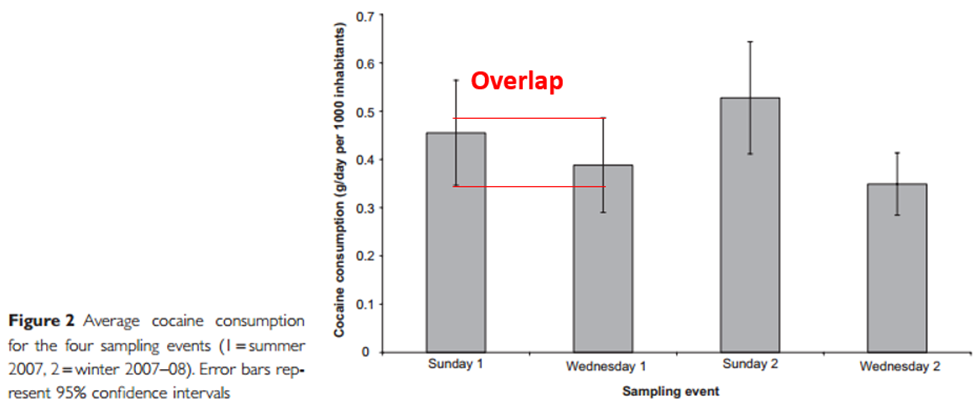 0.7
0.6
0.5
0.4
0.3
0.2
0.1
0
Cocaine consumption (g/day per 1000 inhabitants)
Overlap
Sunday 1
Wednesday 1
Sunday 2
Wednesday 2
Sampling event
Figure 2 Average cocaine consumption
for the four sampling events (1 = summer
2007, 2 = winter 2007–08). Error bars rep-
resent 95% confidence intervals